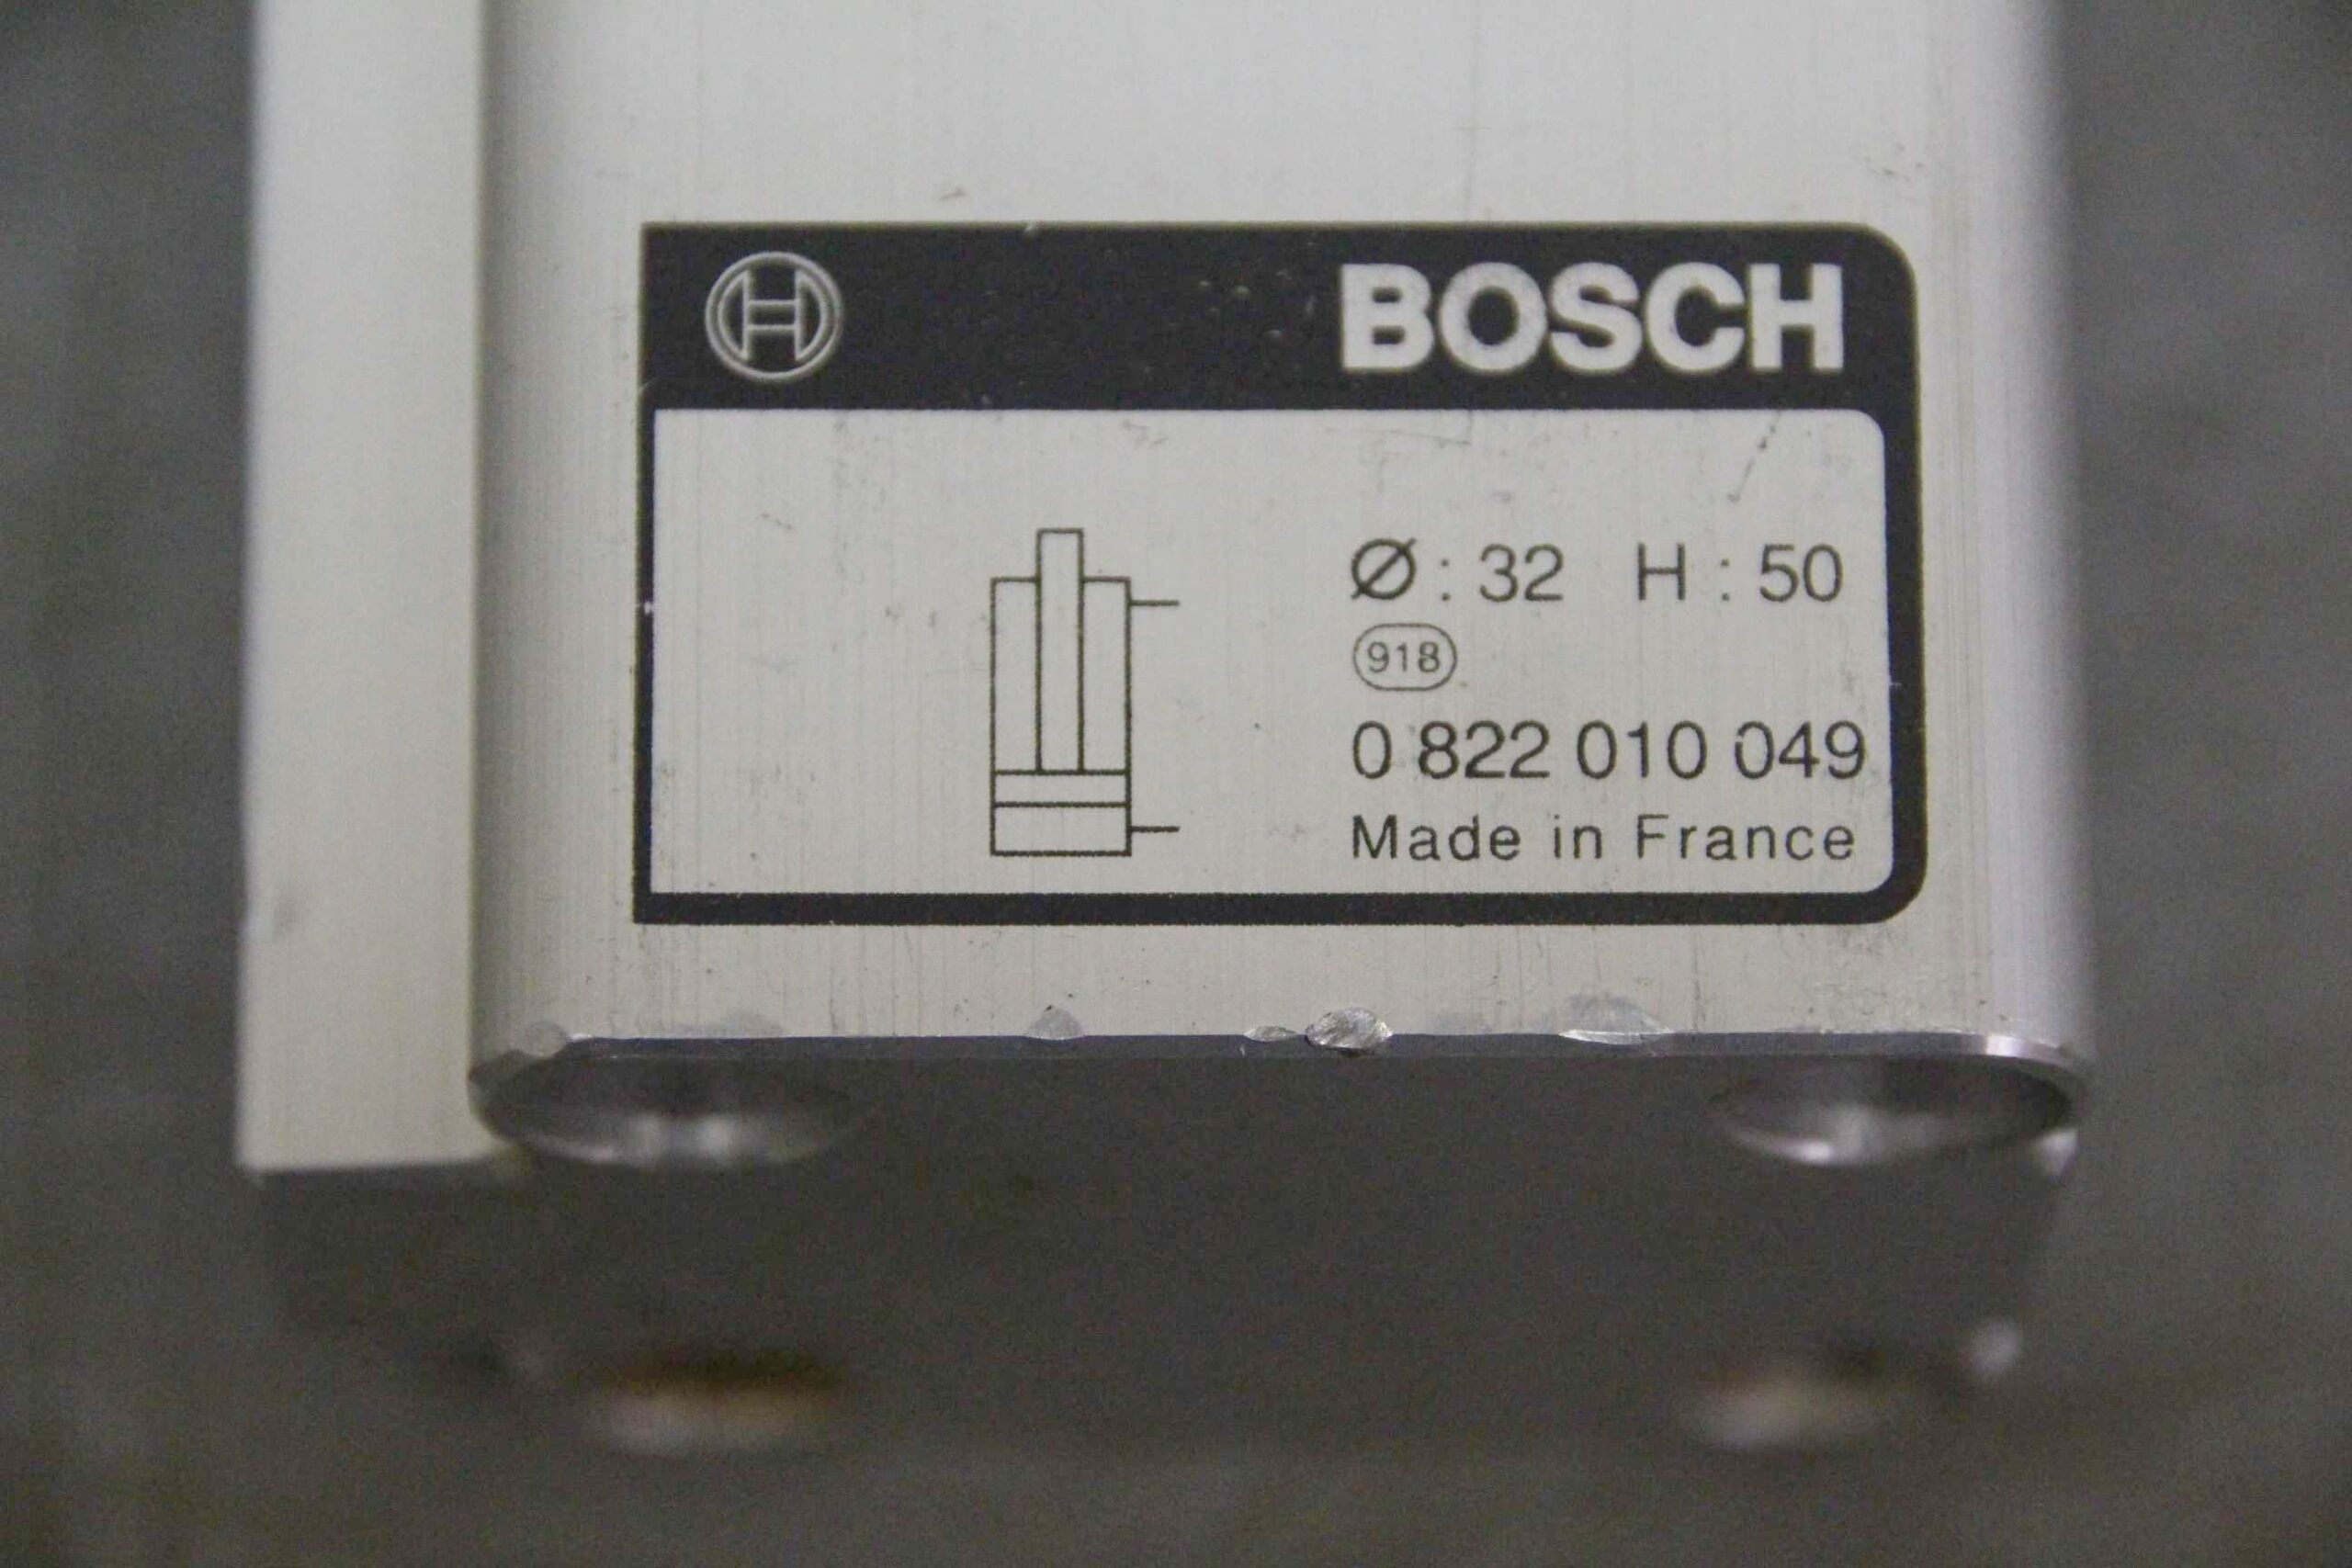 BOSCH
Ø : 32 H : 50
918
0 822 010 049
Made in France